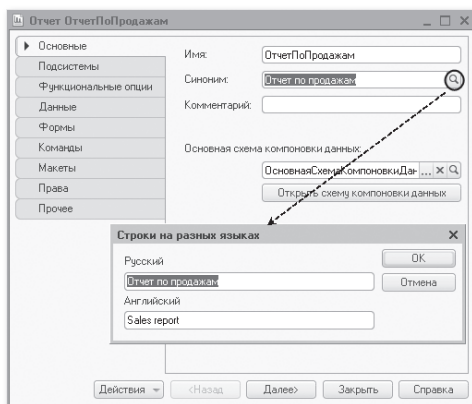 Отчет ОтчетПоПродажам
Основные
Подсистемы
Функциональные опции
Данные
Формы
Команды
Макеты
Права
Прочее
Имя: ОтчетПоПродажам
Синоним: Отчет по продажам
Комментарий:
Основная схема компоновки данных:
ОсновнаяСхемаКомпоновкиДан ...
Открыть схему компоновки данных
Строки на разных языках
Русский
Отчет по продажам
Английский
Sales report
OK
Отмена
Действия
<Назад
Далее>
Закрыть
Справка